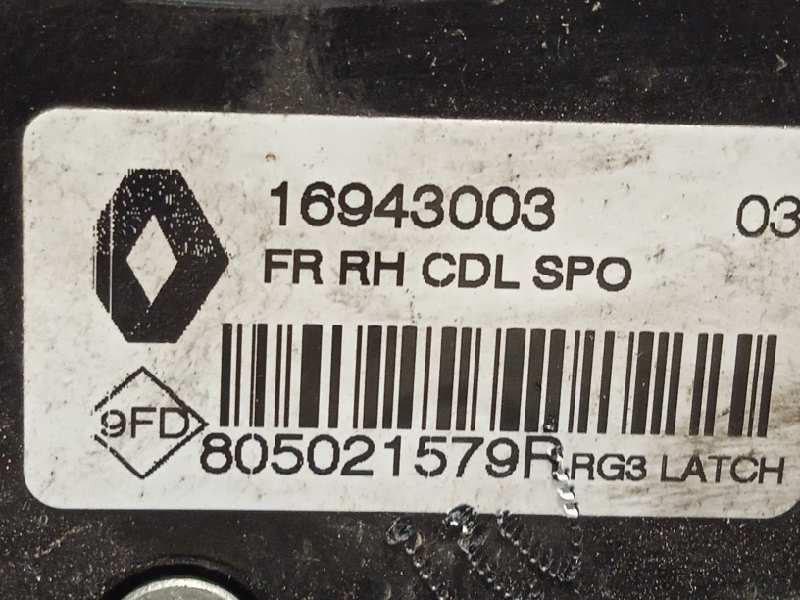 16943003 03
FR RH CDL SPO
9FD
805021579R RG3 LATCH